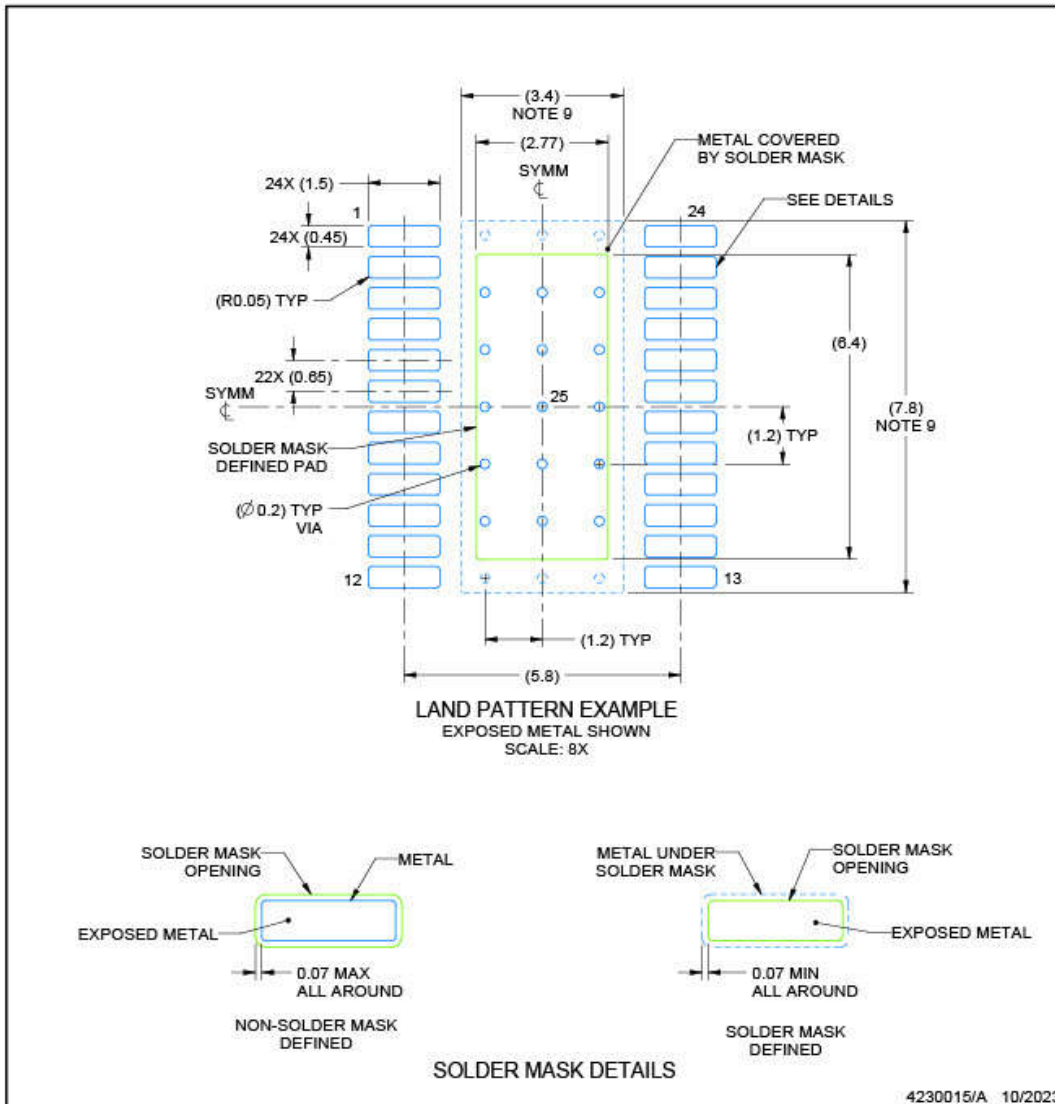 (3.4)
NOTE 9
(2.77)
SYMM
℄
METAL COVERED
BY SOLDER MASK
24X (1.5)
SEE DETAILS
1
24
24X (0.45)
(R0.05) TYP
(6.4)
22X (0.65)
SYMM
℄
25
(7.8)
NOTE 9
(1.2) TYP
SOLDER MASK
DEFINED PAD
(∅0.2) TYP
VIA
12
13
(1.2) TYP
(5.8)
LAND PATTERN EXAMPLE
EXPOSED METAL SHOWN
SCALE: 8X
SOLDER MASK
OPENING
METAL
EXPOSED METAL
0.07 MAX
ALL AROUND
NON-SOLDER MASK
DEFINED
METAL UNDER
SOLDER MASK
SOLDER MASK
OPENING
EXPOSED METAL
0.07 MIN
ALL AROUND
SOLDER MASK
DEFINED
SOLDER MASK DETAILS
4230015/A 10/2023